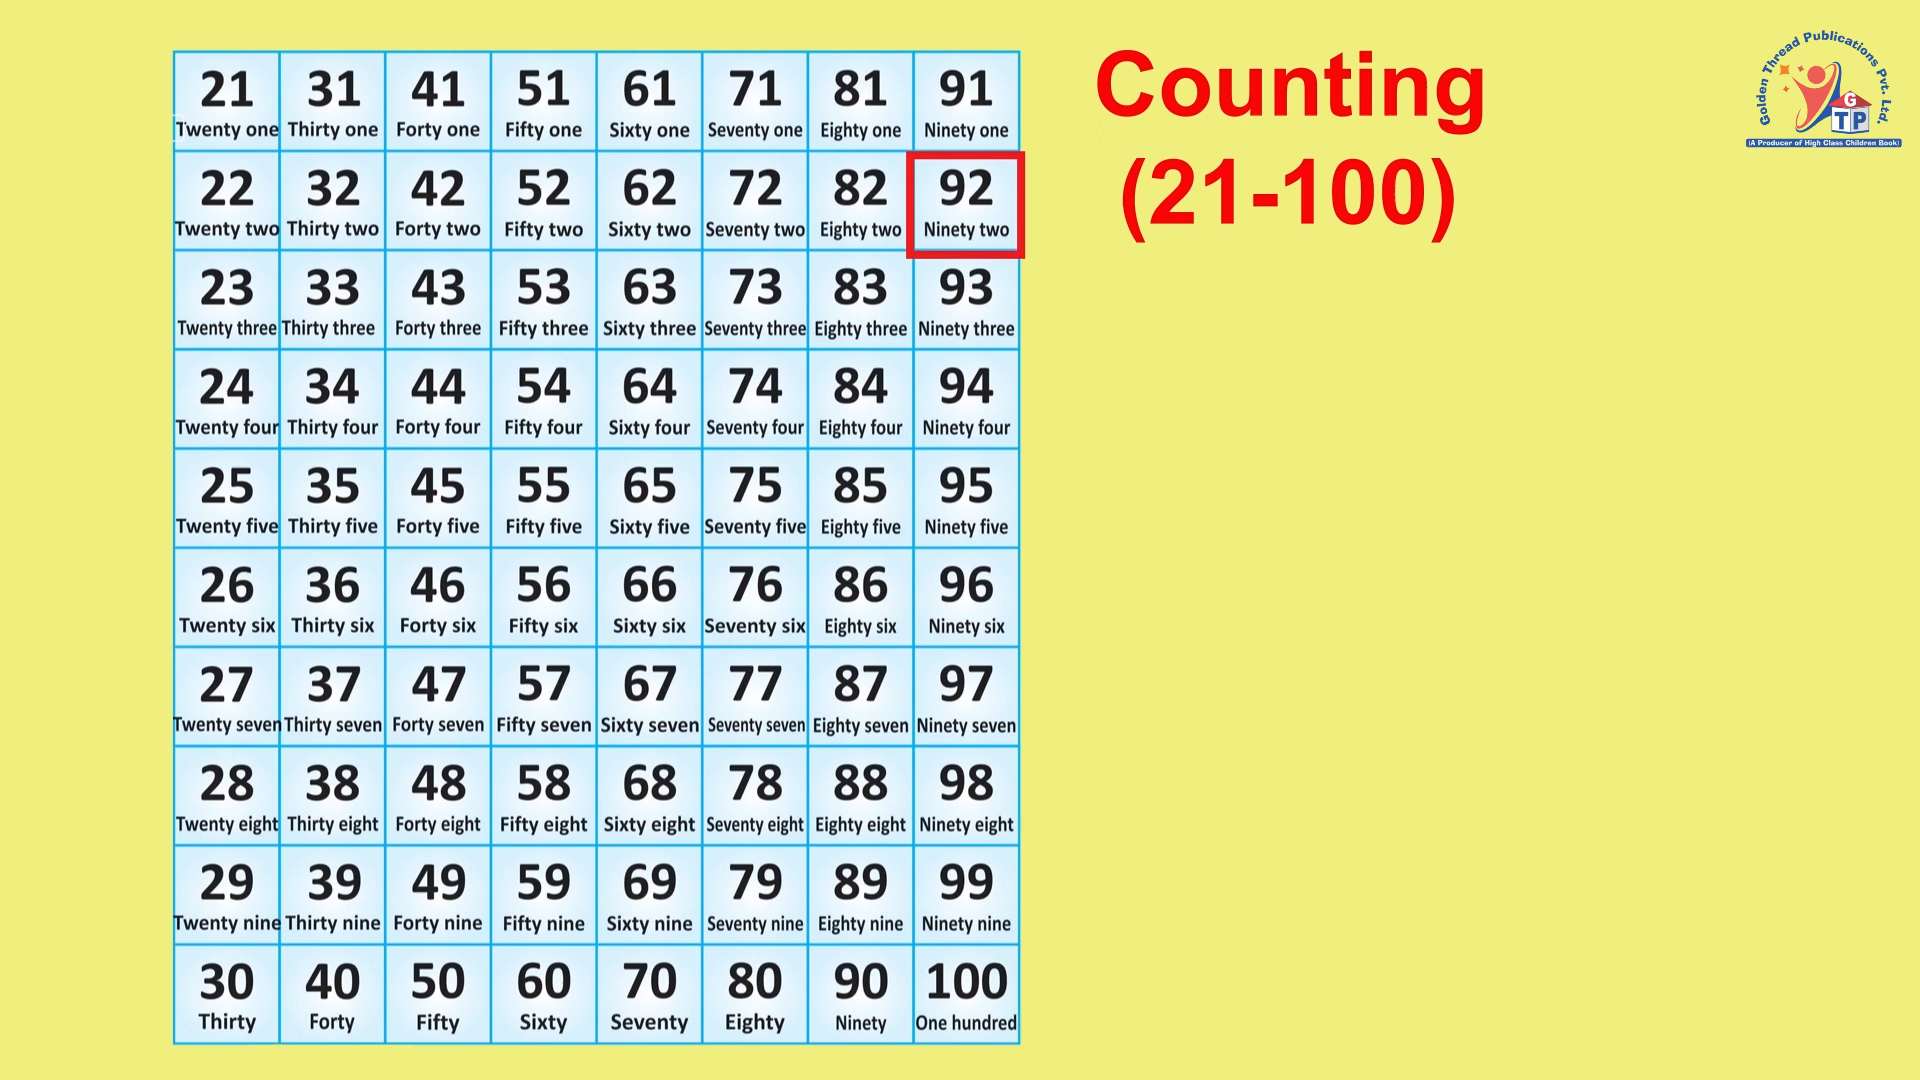 21 31 41 51 61 71 81 91
Twenty one Thirty one Forty one Fifty one Sixty one Seventy one Eighty one Ninety one
22 32 42 52 62 72 82 92
Twenty two Thirty two Forty two Fifty two Sixty two Seventy two Eighty two Ninety two
23 33 43 53 63 73 83 93
Twenty three Thirty three Forty three Fifty three Sixty three Seventy three Eighty three Ninety three
24 34 44 54 64 74 84 94
Twenty four Thirty four Forty four Fifty four Sixty four Seventy four Eighty four Ninety four
25 35 45 55 65 75 85 95
Twenty five Thirty five Forty five Fifty five Sixty five Seventy five Eighty five Ninety five
26 36 46 56 66 76 86 96
Twenty six Thirty six Forty six Fifty six Sixty six Seventy six Eighty six Ninety six
27 37 47 57 67 77 87 97
Twenty seven Thirty seven Forty seven Fifty seven Sixty seven Seventy seven Eighty seven Ninety seven
28 38 48 58 68 78 88 98
Twenty eight Thirty eight Forty eight Fifty eight Sixty eight Seventy eight Eighty eight Ninety eight
29 39 49 59 69 79 89 99
Twenty nine Thirty nine Forty nine Fifty nine Sixty nine Seventy nine Eighty nine Ninety nine
30 40 50 60 70 80 90 100
Thirty Forty Fifty Sixty Seventy Eighty Ninety One hundred
Counting
(21-100)
Golden Thread Publications Pvt. Ltd.
G
TP
(A Producer of High Class Children Book)